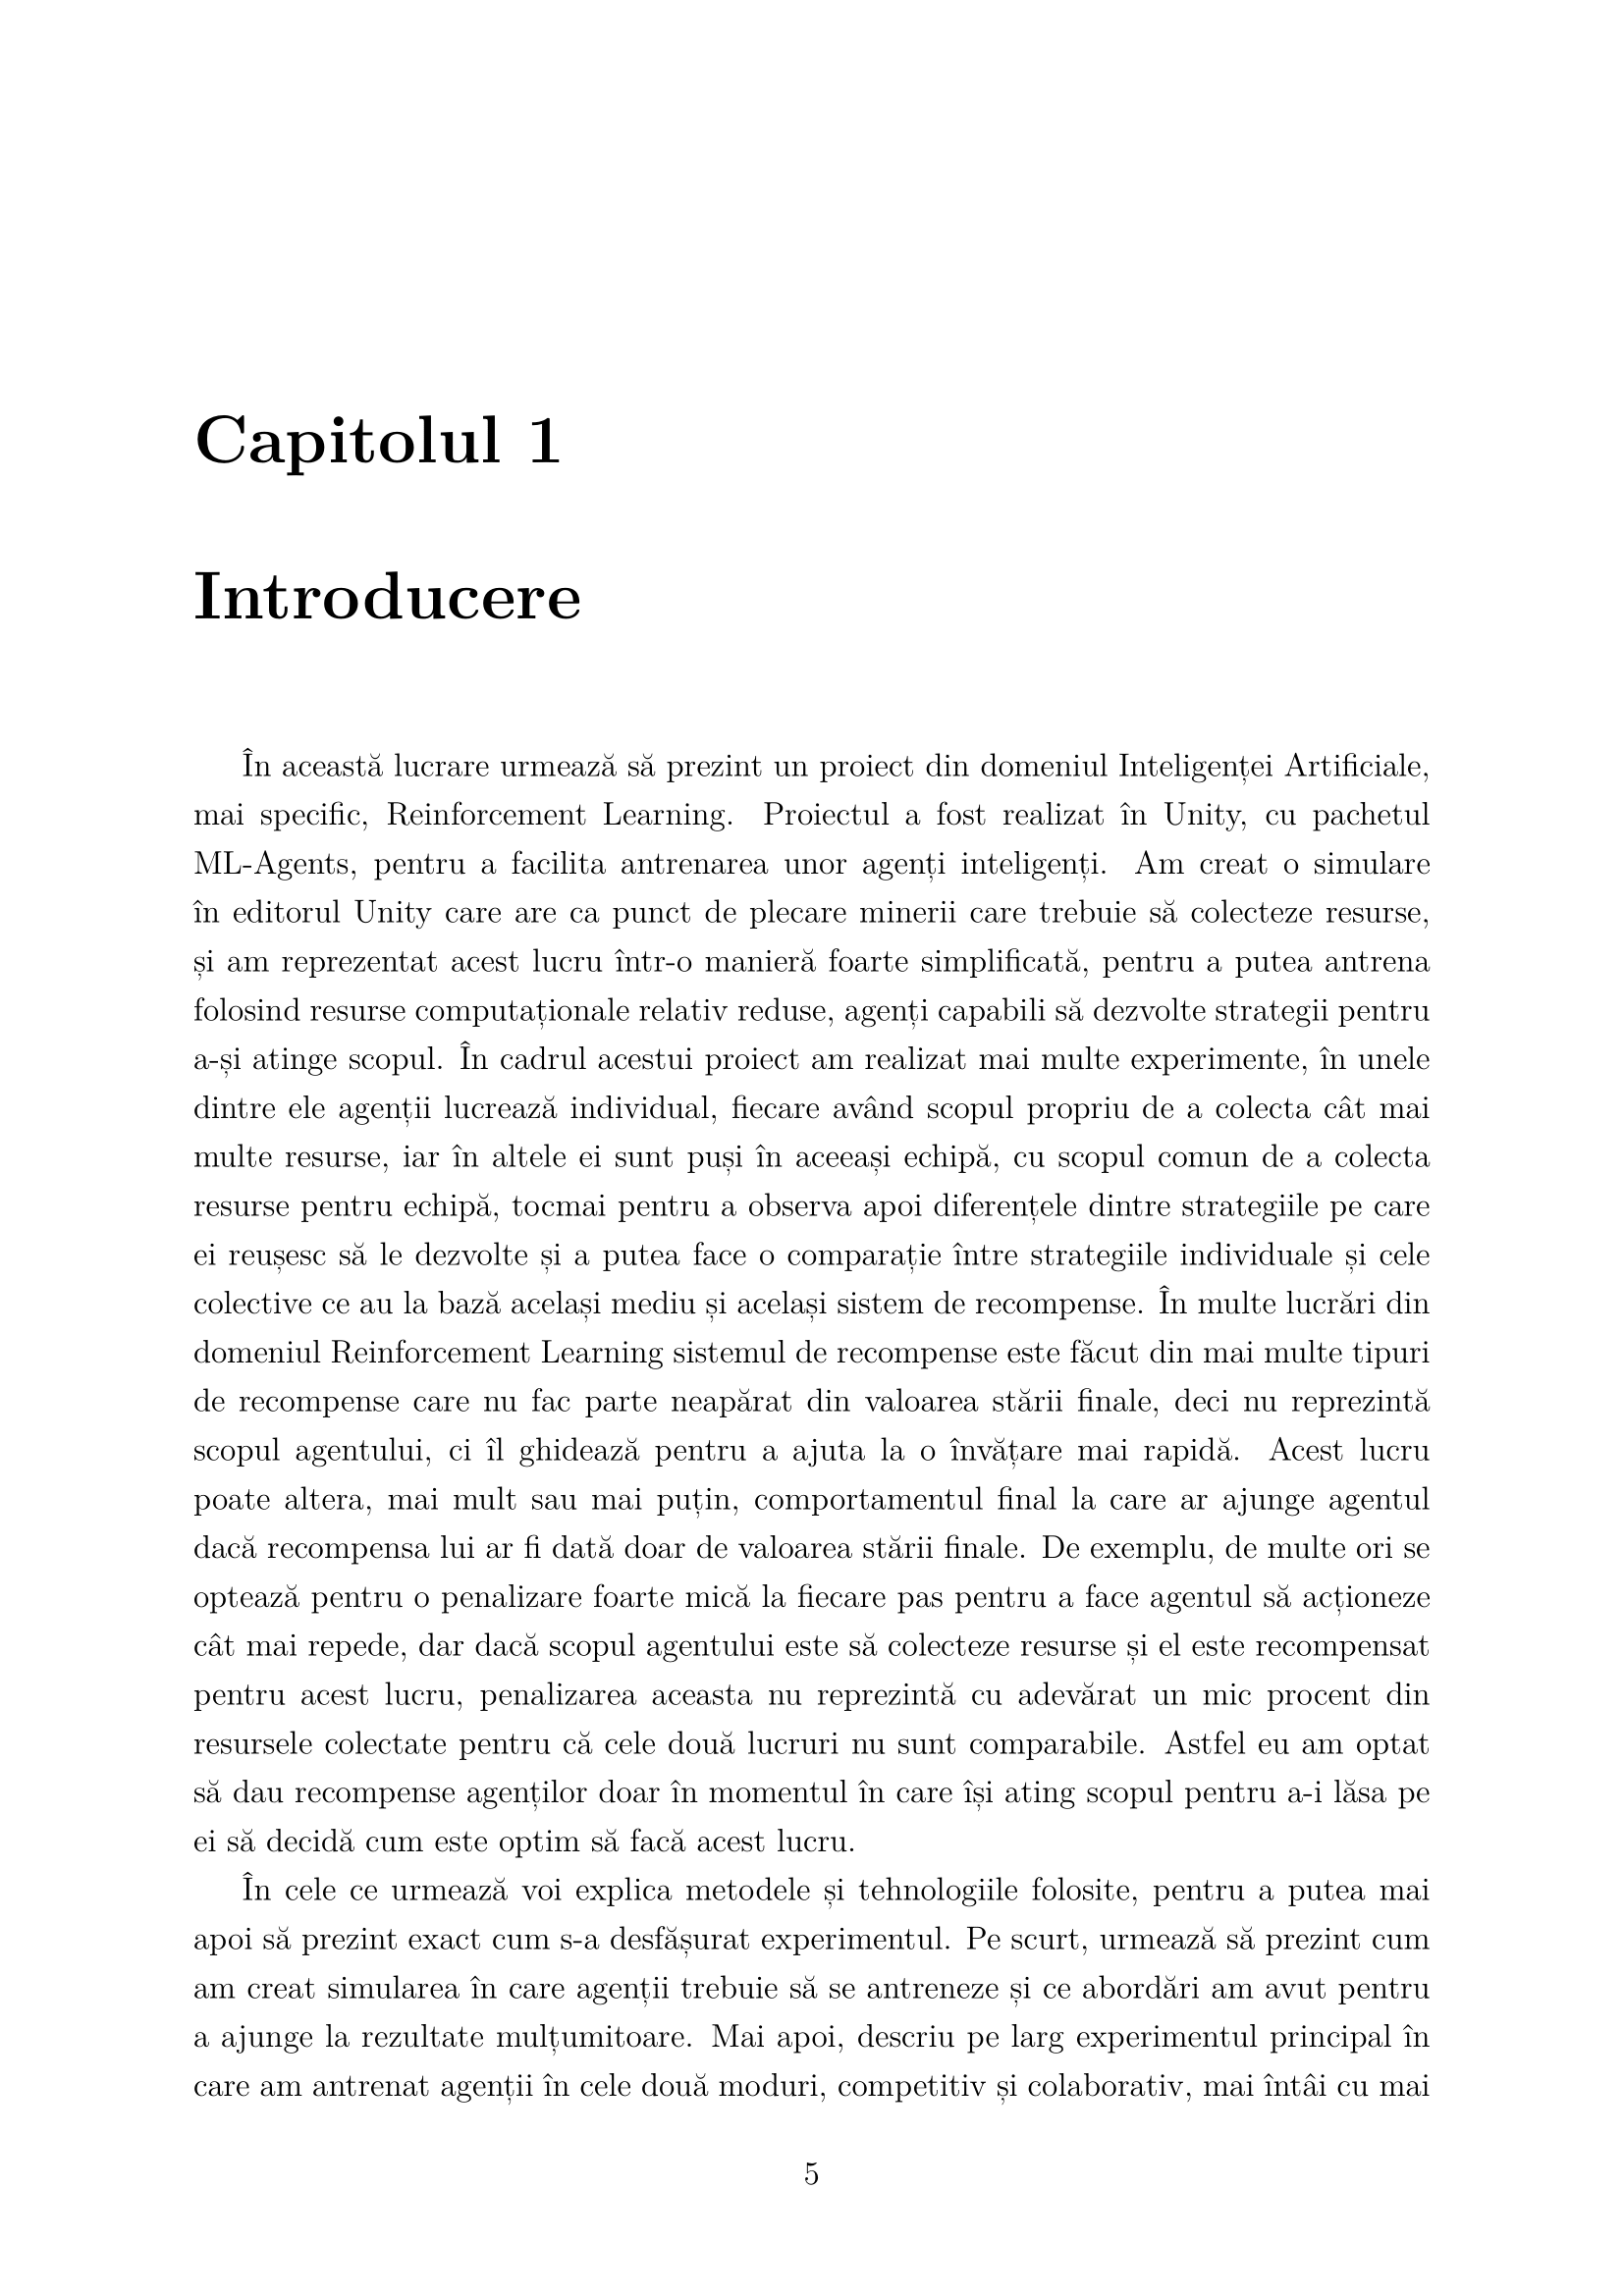 Capitolul 1
Introducere
În această lucrare urmează să prezint un proiect din domeniul Inteligenței Artificiale,
mai specific, Reinforcement Learning. Proiectul a fost realizat în Unity, cu pachetul
ML-Agents, pentru a facilita antrenarea unor agenți inteligenți. Am creat o simulare
în editorul Unity care are ca punct de plecare minerii care trebuie să colecteze resurse,
și am reprezentat acest lucru într-o manieră foarte simplificată, pentru a putea antrena
folosind resurse computaționale relativ reduse, agenți capabili să dezvolte strategii pentru
a-și atinge scopul. În cadrul acestui proiect am realizat mai multe experimente, în unele
dintre ele agenții lucrează individual, fiecare având scopul propriu de a colecta cât mai
multe resurse, iar în altele ei sunt puși în aceeași echipă, cu scopul comun de a colecta
resurse pentru echipă, tocmai pentru a observa apoi diferențele dintre strategiile pe care
ei reușesc să le dezvolte și a putea face o comparație între strategiile individuale și cele
colective ce au la bază același mediu și același sistem de recompense. În multe lucrări din
domeniul Reinforcement Learning sistemul de recompense este făcut din mai multe tipuri
de recompense care nu fac parte neapărat din valoarea stării finale, deci nu reprezintă
scopul agentului, ci îl ghidează pentru a ajuta la o învățare mai rapidă. Acest lucru
poate altera, mai mult sau mai puțin, comportamentul final la care ar ajunge agentul
dacă recompensa lui ar fi dată doar de valoarea stării finale. De exemplu, de multe ori se
optează pentru o penalizare foarte mică la fiecare pas pentru a face agentul să acționeze
cât mai repede, dar dacă scopul agentului este să colecteze resurse și el este recompensat
pentru acest lucru, penalizarea aceasta nu reprezintă cu adevărat un mic procent din
resursele colectate pentru că cele două lucruri nu sunt comparabile. Astfel eu am optat
să dau recompense agenților doar în momentul în care își ating scopul pentru a-i lăsa pe
ei să decidă cum este optim să facă acest lucru.
În cele ce urmează voi explica metodele și tehnologiile folosite, pentru a putea mai
apoi să prezint exact cum s-a desfășurat experimentul. Pe scurt, urmează să prezint cum
am creat simularea în care agenții trebuie să se antreneze și ce abordări am avut pentru
a ajunge la rezultate mulțumitoare. Mai apoi, descriu pe larg experimentul principal în
care am antrenat agenții în cele două moduri, competitiv și colaborativ, mai întâi cu mai
5